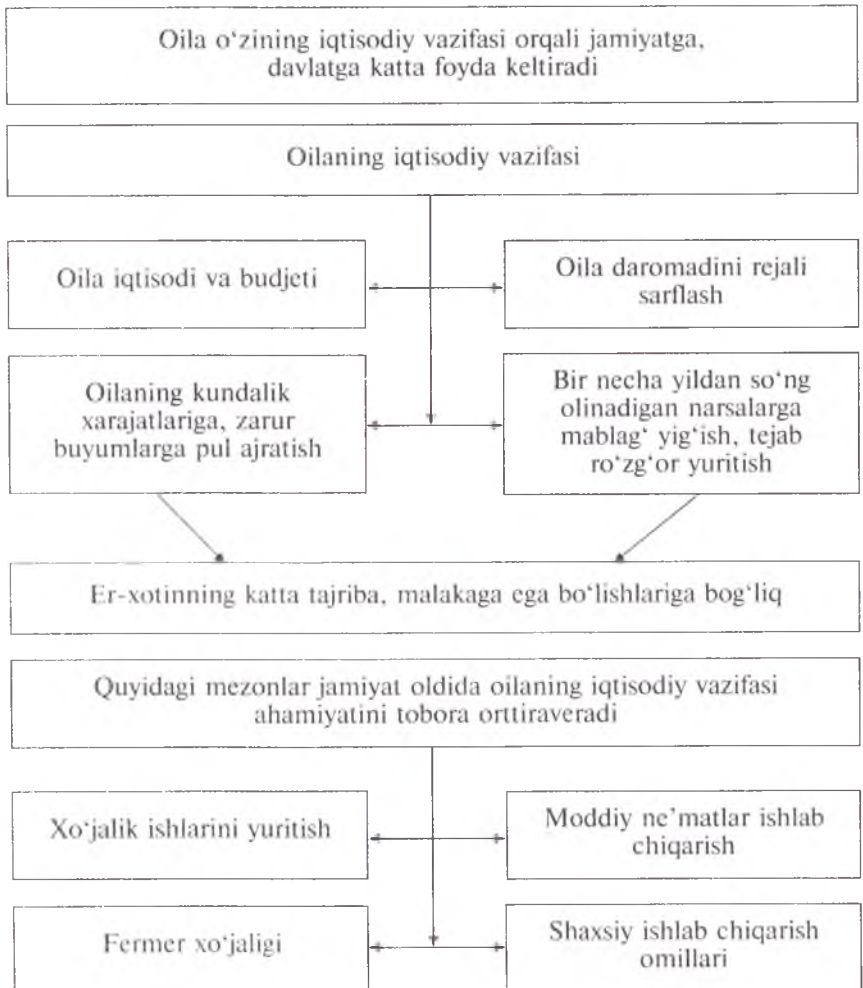 Oila o‘zining iqtisodiy vazifasi orqali jamiyatga,
davlatga katta foyda keltiradi
Oilaning iqtisodiy vazifasi
Oila iqtisodi va budjeti
Oila daromadini rejali
sarflash
Oilaning kundalik
xarajatlariga, zarur
buyumlarga pul ajratish
Bir necha yildan so‘ng
olinadigan narsalarga
mablag‘ yig‘ish, tejab
ro‘zg‘or yuritish
Er-xotinning katta tajriba, malakaga ega bo‘lishlariga bog‘liq
Quyidagi mezonlar jamiyat oldida oilaning iqtisodiy vazifasi
ahamiyatini tobora orttiraveradi
Xo‘jalik ishlarini yuritish
Moddiy ne’matlar ishlab
chiqarish
Fermer xo‘jaligi
Shaxsiy ishlab chiqarish
omillari